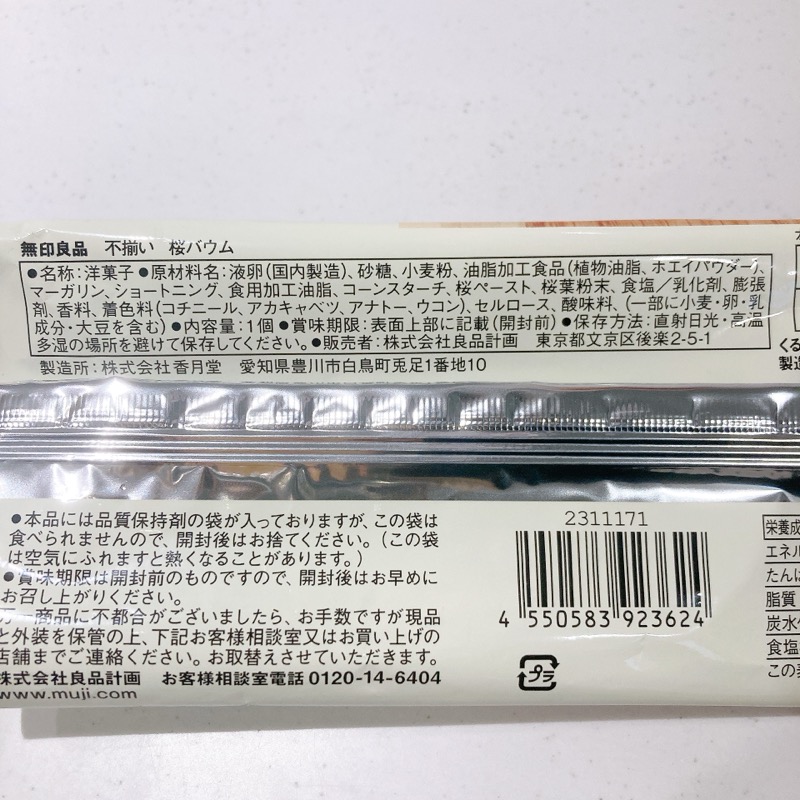 無印良品 不揃い 桜バウム
●名称：洋菓子●原材料名：液卵（国内製造）、砂糖、小麦粉、油脂加工食品（植物油脂、ホエイパウダー）、
マーガリン、ショートニング、食用加工油脂、コーンスターチ、桜ペースト、桜葉粉末、食塩／乳化剤、膨張
剤、香料、着色料（コチニール、アカキャベツ、アナトー、ウコン）、セルロース、酸味料、（一部に小麦・卵・乳
成分・大豆を含む）●内容量：1個●賞味期限：表面上部に記載（開封前）●保存方法：直射日光・高温
多湿の場所を避けて保存してください。●販売者：株式会社良品計画 東京都文京区後楽2-5-1
製造所：株式会社香月堂 愛知県豊川市白鳥町兎足1番地10
くる
製造
●本品には品質保持剤の袋が入っておりますが、この袋は
食べられませんので、開封後はお捨てください。（この袋
は空気にふれますと熱くなることがあります。）
●賞味期限は開封前のものですので、開封後はお早めに
お召し上がりください。
万一商品に不都合がございましたら、お手数ですが現品
と外装を保管の上、下記お客様相談室又はお買い上げの
店舗までご連絡ください。お取替えさせていただきます。
株式会社良品計画 お客様相談室電話 0120-14-6404
www.muji.com
2311171
4 550583 923624
プラ
栄養成
エネル
たんぱ
脂質
炭水化
食塩
この表